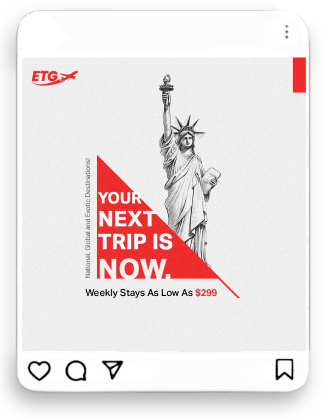 ETG
National, Global and Exotic Destinations!
YOUR
NEXT
TRIP IS
NOW.
Weekly Stays As Low As $299